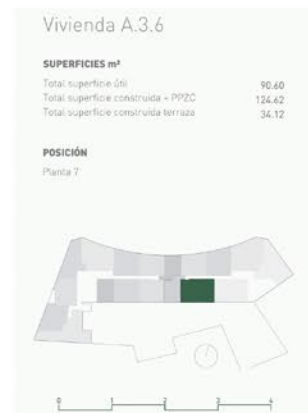 Vivienda A.3.6
SUPERFICIES m²
Total superficie útil 90.60
Total superficie construida + PPZC 124.62
Total superficie construida terraza 34.12
POSICIÓN
Planta 7
0 1 2 3 4